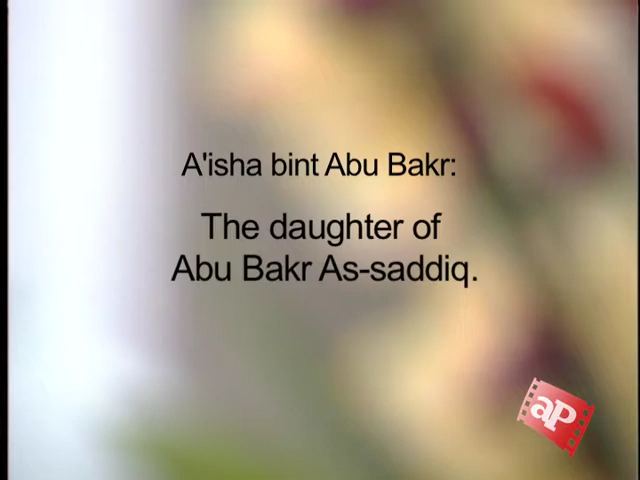 A'isha bint Abu Bakr:
The daughter of
Abu Bakr As-saddiq.
aP